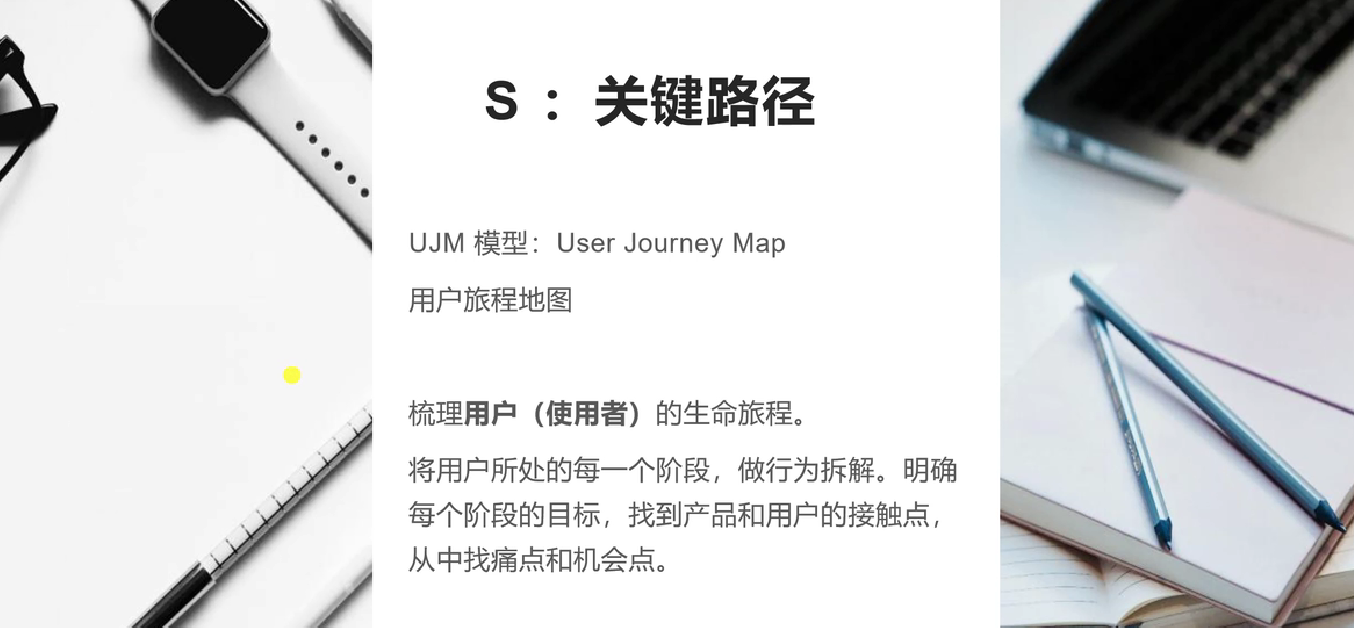 S ：关键路径
UJM 模型：User Journey Map
用户旅程地图
梳理用户（使用者）的生命旅程。
将用户所处的每一个阶段，做行为拆解。明确
每个阶段的目标，找到产品和用户的接触点，
从中找痛点和机会点。